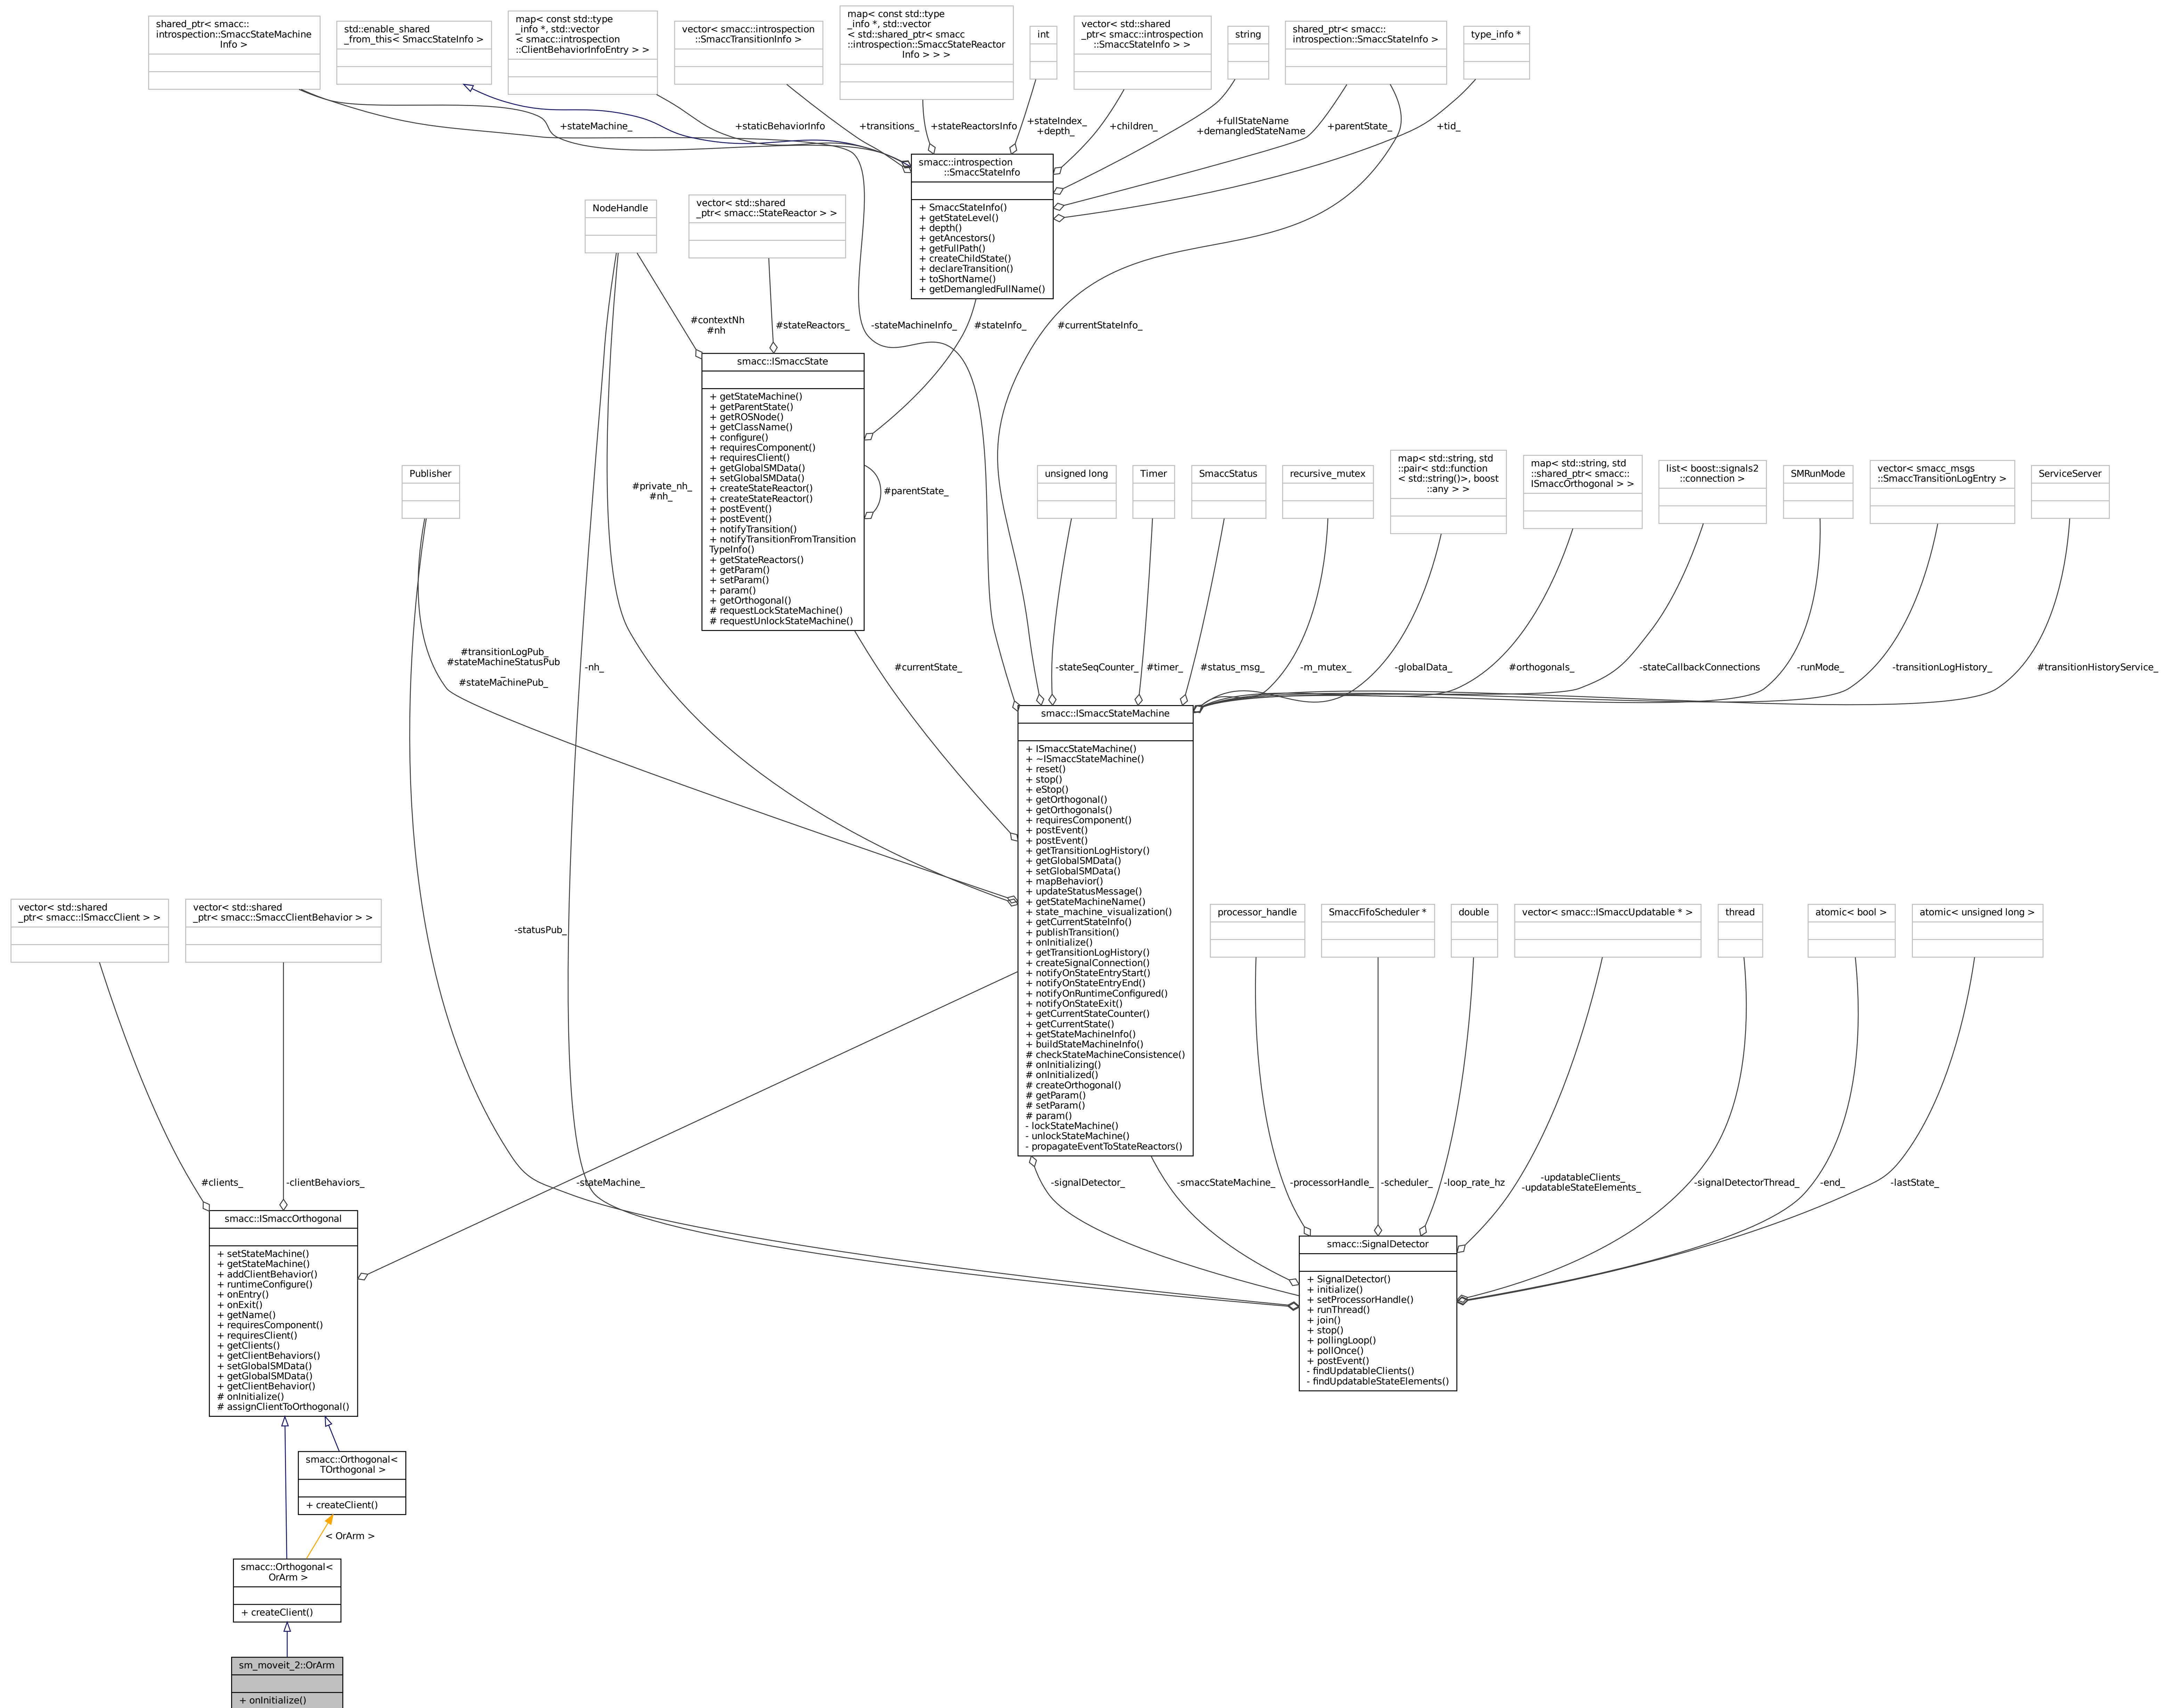 shared_ptr< smacc::
introspection::SmaccStateMachine
Info >
std::enable_shared
_from_this< SmaccStateInfo >
map< const std::type
_info *, std::vector
< smacc::introspection
::ClientBehaviorInfoEntry > >
vector< smacc::introspection
::SmaccTransitionInfo >
map< const std::type
_info *, std::vector
< std::shared_ptr< smacc
::introspection::SmaccStateReactor
Info > > >
int
vector< std::shared
_ptr< smacc::introspection
::SmaccStateInfo > >
string
shared_ptr< smacc::
introspection::SmaccStateInfo >
type_info *
+stateMachine_
+staticBehaviorInfo
+transitions_
+stateReactorsInfo
+stateIndex_
+depth_
+children_
+fullStateName
+demangledStateName
+parentState_
+tid_
smacc::introspection
::SmaccStateInfo
+ SmaccStateInfo()
+ getStateLevel()
+ depth()
+ getAncestors()
+ getFullPath()
+ createChildState()
+ declareTransition()
+ toShortName()
+ getDemangledFullName()
NodeHandle
vector< std::shared
_ptr< smacc::StateReactor > >
#contextNh
#nh
#stateReactors_
-stateMachineInfo_
#stateInfo_
#currentStateInfo_
smacc::ISmaccState
+ getStateMachine()
+ getParentState()
+ getROSNode()
+ getClassName()
+ configure()
+ requiresComponent()
+ requiresClient()
+ getGlobalSMData()
+ setGlobalSMData()
+ createStateReactor()
+ createStateReactor()
+ postEvent()
+ postEvent()
+ notifyTransition()
+ notifyTransitionFromTransition
TypeInfo()
+ getStateReactors()
+ getParam()
+ setParam()
+ param()
+ getOrthogonal()
# requestLockStateMachine()
# requestUnlockStateMachine()
#parentState_
Publisher
#private_nh_
#nh_
unsigned long
Timer
SmaccStatus
recursive_mutex
map< std::string, std
::pair< std::function
< std::string()>, boost
::any > >
map< std::string, std
::shared_ptr< smacc::
ISmaccOrthogonal > >
list< boost::signals2
::connection >
SMRunMode
vector< smacc_msgs
::SmaccTransitionLogEntry >
ServiceServer
#transitionLogPub_
#stateMachineStatusPub
_
#stateMachinePub_
-nh_
#currentState_
-stateSeqCounter_
#timer_
#status_msg_
-m_mutex_
-globalData_
#orthogonals_
-stateCallbackConnections
-runMode_
-transitionLogHistory_
#transitionHistoryService_
smacc::ISmaccStateMachine
+ ISmaccStateMachine()
+ ~ISmaccStateMachine()
+ reset()
+ stop()
+ eStop()
+ getOrthogonal()
+ getOrthogonals()
+ requiresComponent()
+ postEvent()
+ postEvent()
+ getTransitionLogHistory()
+ getGlobalSMData()
+ setGlobalSMData()
+ mapBehavior()
+ updateStatusMessage()
+ getStateMachineName()
+ state_machine_visualization()
+ getCurrentStateInfo()
+ publishTransition()
+ onInitialize()
+ getTransitionLogHistory()
+ createSignalConnection()
+ notifyOnStateEntryStart()
+ notifyOnStateEntryEnd()
+ notifyOnRuntimeConfigured()
+ notifyOnStateExit()
+ getCurrentStateCounter()
+ getCurrentState()
+ getStateMachineInfo()
+ buildStateMachineInfo()
# checkStateMachineConsistence()
# onInitializing()
# onInitialized()
# createOrthogonal()
# getParam()
# setParam()
# param()
- lockStateMachine()
- unlockStateMachine()
- propagateEventToStateReactors()
vector< std::shared
_ptr< smacc::ISmaccClient > >
vector< std::shared
_ptr< smacc::SmaccClientBehavior > >
-statusPub_
processor_handle
SmaccFifoScheduler *
double
vector< smacc::ISmaccUpdatable * >
thread
atomic< bool >
atomic< unsigned long >
#clients_
-clientBehaviors_
-stateMachine_
-signalDetector_
-smaccStateMachine_
-processorHandle_
-scheduler_
-loop_rate_hz
-updatableClients_
-updatableStateElements_
-signalDetectorThread_
-end_
-lastState_
smacc::ISmaccOrthogonal
+ setStateMachine()
+ getStateMachine()
+ addClientBehavior()
+ runtimeConfigure()
+ onEntry()
+ onExit()
+ getName()
+ requiresComponent()
+ requiresClient()
+ getClients()
+ getClientBehaviors()
+ setGlobalSMData()
+ getGlobalSMData()
+ getClientBehavior()
# onInitialize()
# assignClientToOrthogonal()
smacc::SignalDetector
+ SignalDetector()
+ initialize()
+ setProcessorHandle()
+ runThread()
+ join()
+ stop()
+ pollingLoop()
+ pollOnce()
+ postEvent()
- findUpdatableClients()
- findUpdatableStateElements()
smacc::Orthogonal<
TOrthogonal >
+ createClient()
< OrArm >
smacc::Orthogonal<
OrArm >
+ createClient()
sm_moveit_2::OrArm
+ onInitialize()